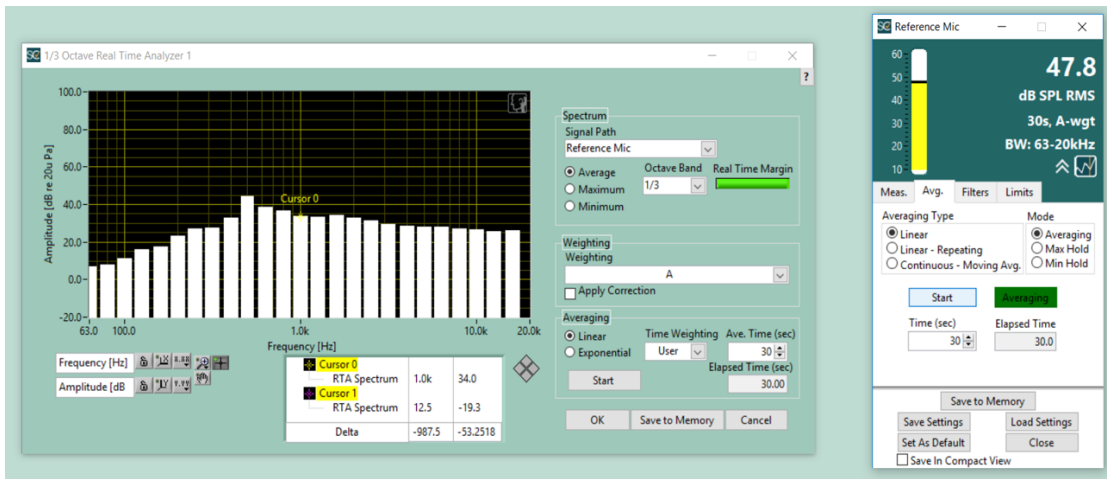 SC 1/3 Octave Real Time Analyzer 1
?
100.0
80.0
60.0
40.0
20.0
0.0
-20.0
Amplitude [dB re 20u Pa]
Cursor 0
63.0 100.0 1.0k 10.0k 20.0k
Frequency [Hz]
Frequency [Hz]
Amplitude [dB
Cursor 0
RTA Spectrum 1.0k 34.0
Cursor 1
RTA Spectrum 12.5 -19.3
Delta -987.5 -53.2518
Spectrum
Signal Path
Reference Mic
Average
Maximum
Minimum
Octave Band
1/3
Real Time Margin
Weighting
Weighting
A
Apply Correction
Averaging
Linear
Exponential
Time Weighting
User
Ave. Time (sec)
30
Start
Elapsed Time (sec)
30.00
OK Save to Memory Cancel
SC Reference Mic
60
50
40
30
20
10
47.8
dB SPL RMS
30s, A-wgt
BW: 63-20kHz
Meas. Avg. Filters Limits
Averaging Type
Linear
Linear - Repeating
Continuous - Moving Avg.
Mode
Averaging
Max Hold
Min Hold
Start Averaging
Time (sec) Elapsed Time
30 30.0
Save to Memory
Save Settings Load Settings
Set As Default Close
Save In Compact View